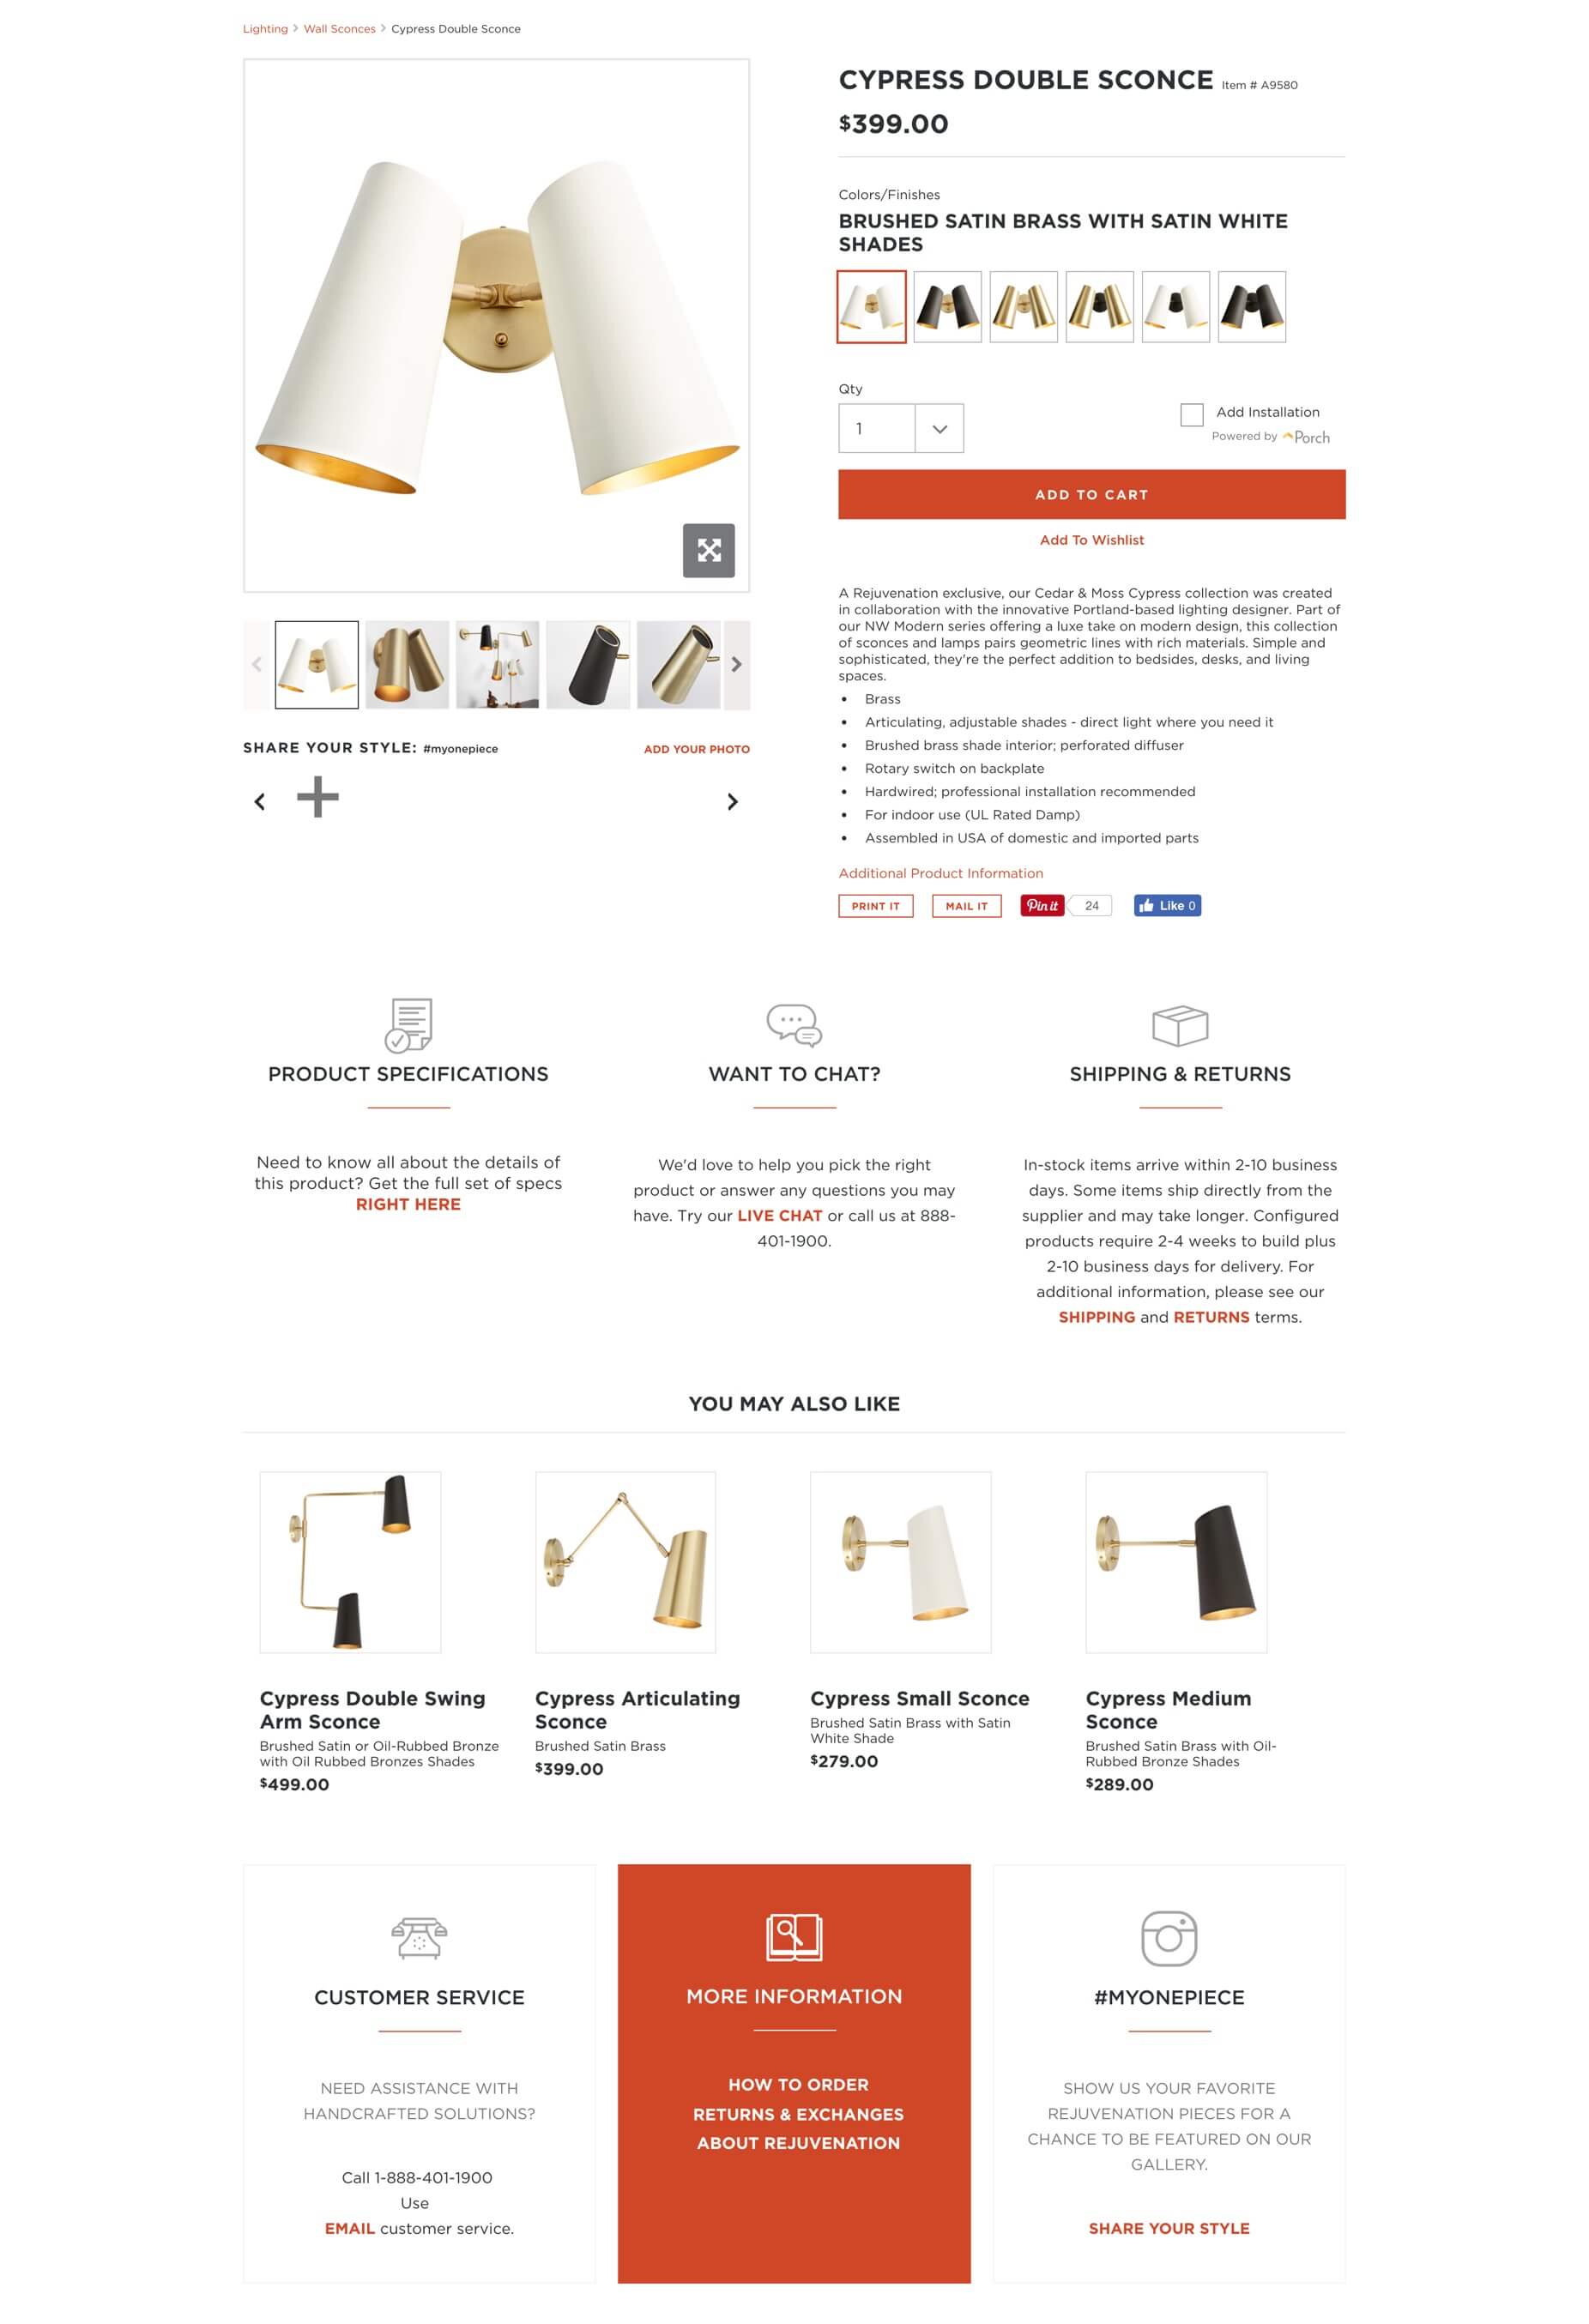 Lighting > Wall Sconces > Cypress Double Sconce
CYPRESS DOUBLE SCONCE Item # A9580
$399.00
Colors/Finishes
BRUSHED SATIN BRASS WITH SATIN WHITE
SHADES
Qty
1
Add Installation
Powered by Porch
ADD TO CART
Add To Wishlist
A Rejuvenation exclusive, our Cedar & Moss Cypress collection was created
in collaboration with the innovative Portland-based lighting designer. Part of
our NW Modern series offering a luxe take on modern design, this collection
of sconces and lamps pairs geometric lines with rich materials. Simple and
sophisticated, they're the perfect addition to bedsides, desks, and living
spaces.
• Brass
• Articulating, adjustable shades - direct light where you need it
• Brushed brass shade interior; perforated diffuser
• Rotary switch on backplate
• Hardwired; professional installation recommended
• For indoor use (UL Rated Damp)
• Assembled in USA of domestic and imported parts
Additional Product Information
PRINT IT MAIL IT Pin it 24 Like 0
SHARE YOUR STYLE: #myonepiece ADD YOUR PHOTO
PRODUCT SPECIFICATIONS
Need to know all about the details of
this product? Get the full set of specs
RIGHT HERE
WANT TO CHAT?
We'd love to help you pick the right
product or answer any questions you may
have. Try our LIVE CHAT or call us at 888-
401-1900.
SHIPPING & RETURNS
In-stock items arrive within 2-10 business
days. Some items ship directly from the
supplier and may take longer. Configured
products require 2-4 weeks to build plus
2-10 business days for delivery. For
additional information, please see our
SHIPPING and RETURNS terms.
YOU MAY ALSO LIKE
Cypress Double Swing
Arm Sconce
Brushed Satin or Oil-Rubbed Bronze
with Oil Rubbed Bronzes Shades
$499.00
Cypress Articulating
Sconce
Brushed Satin Brass
$399.00
Cypress Small Sconce
Brushed Satin Brass with Satin
White Shade
$279.00
Cypress Medium
Sconce
Brushed Satin Brass with Oil-
Rubbed Bronze Shades
$289.00
CUSTOMER SERVICE
NEED ASSISTANCE WITH
HANDCRAFTED SOLUTIONS?
Call 1-888-401-1900
Use
EMAIL customer service.
MORE INFORMATION
HOW TO ORDER
RETURNS & EXCHANGES
ABOUT REJUVENATION
#MYONEPIECE
SHOW US YOUR FAVORITE
REJUVENATION PIECES FOR A
CHANCE TO BE FEATURED ON OUR
GALLERY.
SHARE YOUR STYLE